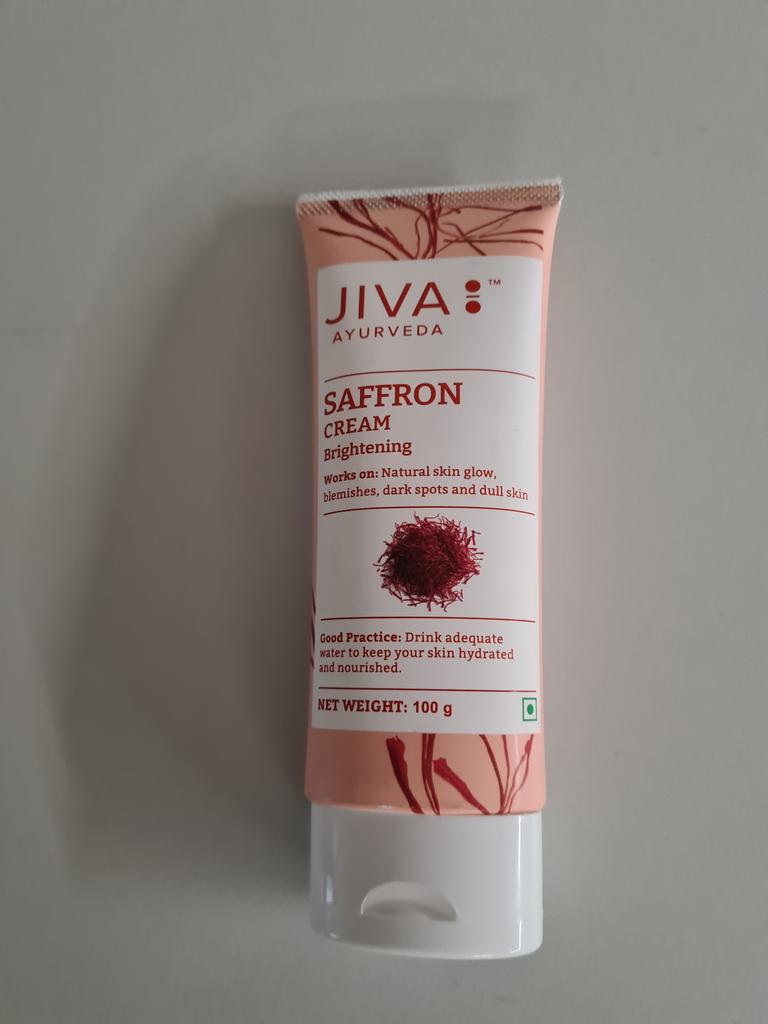 JIVA ™
AYURVEDA
SAFFRON
CREAM
Brightening
Works on: Natural skin glow,
blemishes, dark spots and dull skin
Good Practice: Drink adequate
water to keep your skin hydrated
and nourished.
NET WEIGHT: 100 g